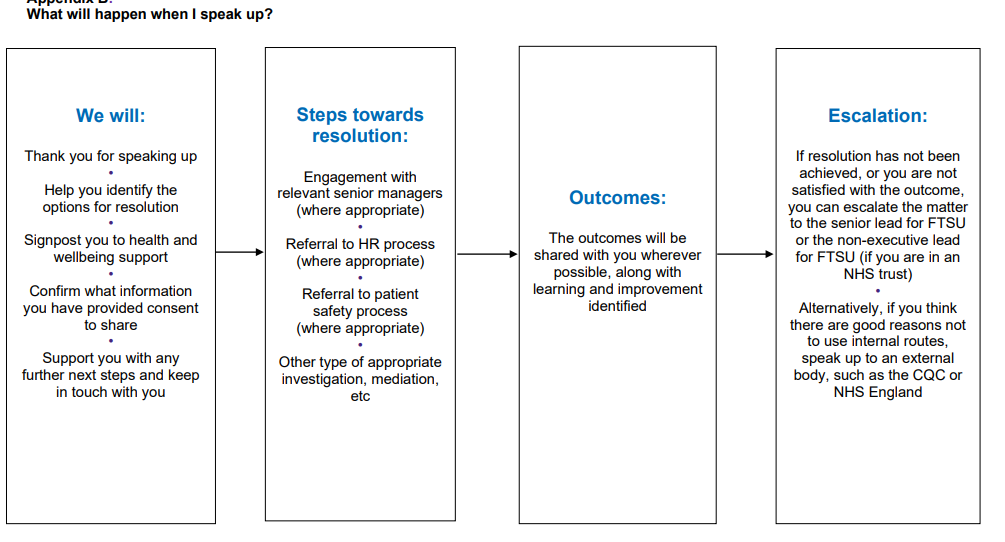 Appendix B:
What will happen when I speak up?
We will:
Thank you for speaking up
•
Help you identify the
options for resolution
•
Signpost you to health and
wellbeing support
•
Confirm what information
you have provided consent
to share
•
Support you with any
further next steps and keep
in touch with you
Steps towards
resolution:
Engagement with
relevant senior managers
(where appropriate)
•
Referral to HR process
(where appropriate)
•
Referral to patient
safety process
(where appropriate)
•
Other type of appropriate
investigation, mediation,
etc
Outcomes:
The outcomes will be
shared with you wherever
possible, along with
learning and improvement
identified
Escalation:
If resolution has not been
achieved, or you are not
satisfied with the outcome,
you can escalate the matter
to the senior lead for FTSU
or the non-executive lead
for FTSU (if you are in an
NHS trust)
•
Alternatively, if you think
there are good reasons not
to use internal routes,
speak up to an external
body, such as the CQC or
NHS England